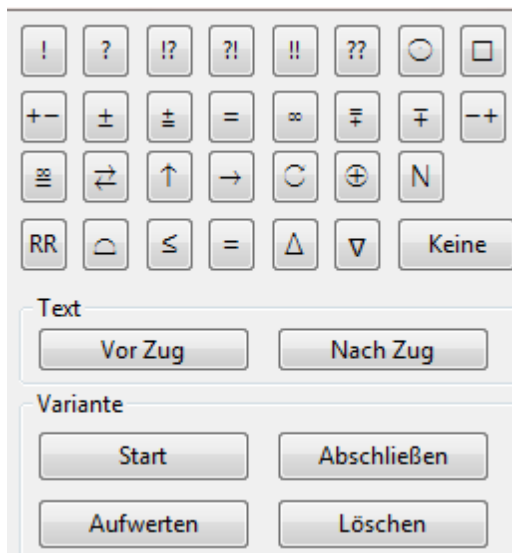 ! ? !? ?! !! ?? ⨀ □
+− ± ⩲ = ∞ ⩱ ∓ −+
⇄ ↑ → ⊕ N
RR ⌓ ≤ = Δ ∇ Keine
Text
Vor Zug Nach Zug
Variante
Start Abschließen
Aufwerten Löschen